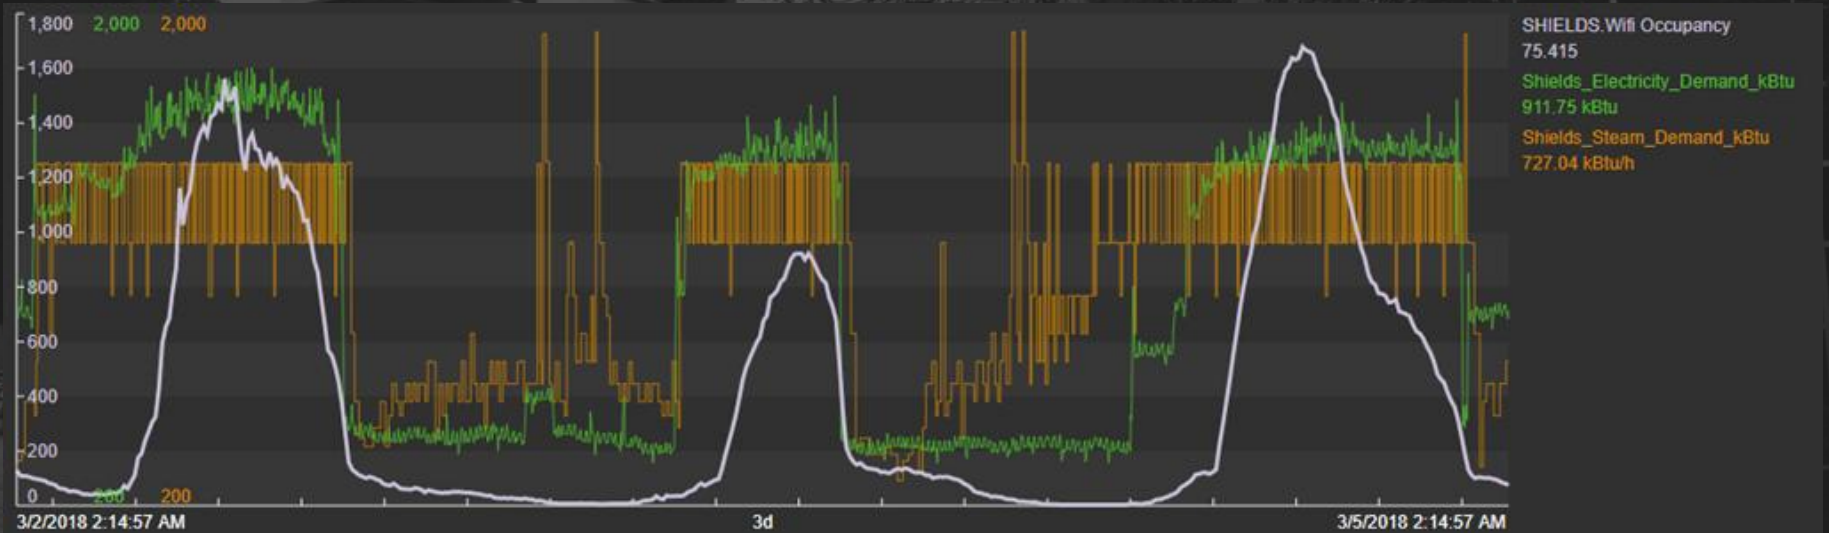 1,800 2,000 2,000
1,600
1,400
1,200
1,000
800
600
400
200
0 200 200
3/2/2018 2:14:57 AM 3d 3/5/2018 2:14:57 AM
SHIELDS.Wifi Occupancy
75.415
Shields_Electricity_Demand_kBtu
911.75 kBtu
Shields_Steam_Demand_kBtu
727.04 kBtu/h